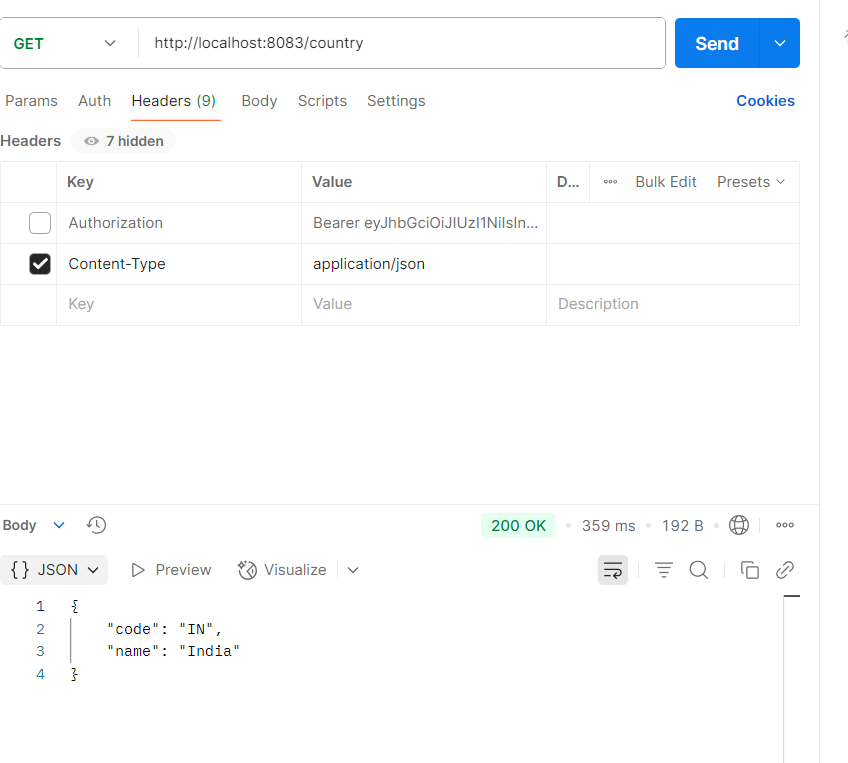 GET http://localhost:8083/country Send
Params Auth Headers (9) Body Scripts Settings Cookies
Headers 7 hidden
Key Value D... Bulk Edit Presets
Authorization Bearer eyJhbGciOiJIUzI1NiIsIn...
Content-Type application/json
Key Value Description
Body 200 OK 359 ms 192 B
{} JSON Preview Visualize
1 {
2 "code": "IN",
3 "name": "India"
4 }